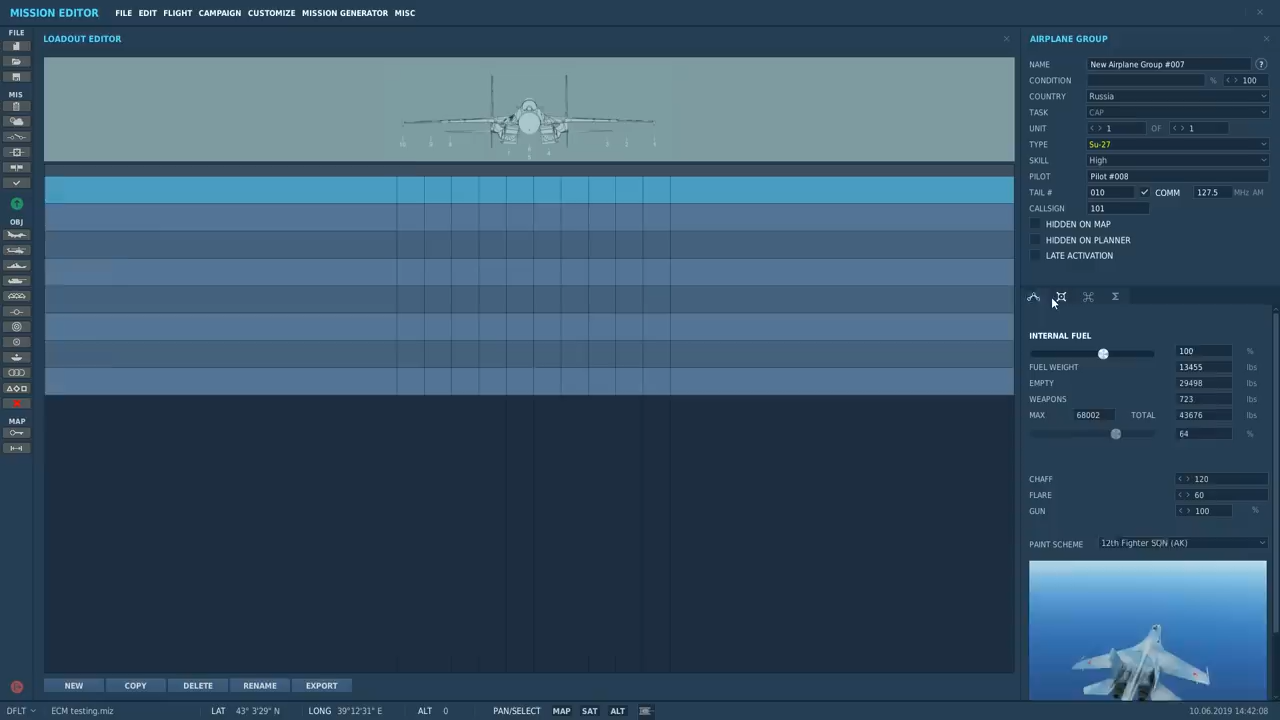 MISSION EDITOR FILE EDIT FLIGHT CAMPAIGN CUSTOMIZE MISSION GENERATOR MISC
FILE
MIS
OBJ
MAP
LOADOUT EDITOR
AIRPLANE GROUP
NAME New Airplane Group #007 ?
CONDITION % < > 100
COUNTRY Russia
TASK CAP
UNIT < > 1 OF < > 1
TYPE Su-27
SKILL High
PILOT Pilot #008
TAIL # 010 COMM 127.5 MHz AM
CALLSIGN 101
HIDDEN ON MAP
HIDDEN ON PLANNER
LATE ACTIVATION
INTERNAL FUEL
100 %
FUEL WEIGHT 13455 lbs
EMPTY 29498 lbs
WEAPONS 723 lbs
MAX 68002 TOTAL 43676 lbs
64 %
CHAFF < > 120
FLARE < > 60
GUN < > 100 %
PAINT SCHEME 12th Fighter SQN (AK)
NEW COPY DELETE RENAME EXPORT
DFLT ECM testing.miz LAT 43° 3'29" N LONG 39°12'31" E ALT 0 PAN/SELECT MAP SAT ALT 10.06.2019 14:42:08